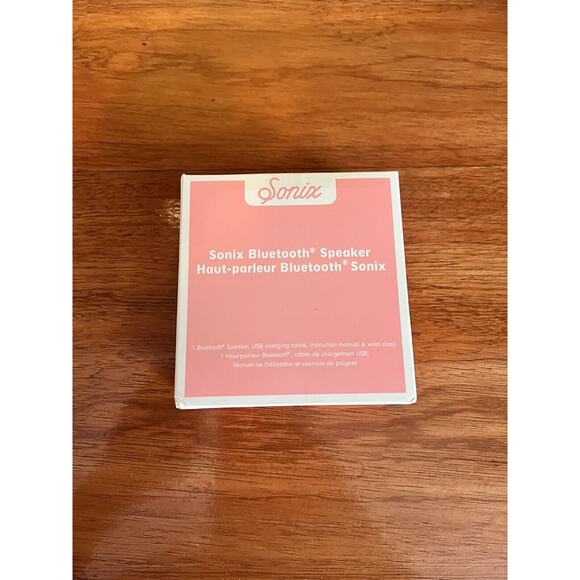 Sonix
Sonix Bluetooth® Speaker
Haut-parleur Bluetooth® Sonix
1 Bluetooth® Speaker, USB charging cable, instruction manual & wrist strap
1 Haut-parleur Bluetooth®, câble de chargement USB,
Manuel de l'utilisateur et courroie de poignet